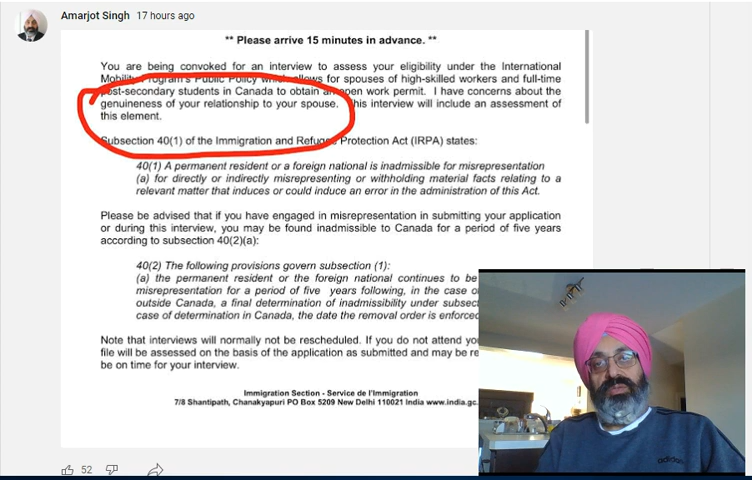 Amarjot Singh 17 hours ago
** Please arrive 15 minutes in advance. **
You are being convoked for an interview to assess your eligibility under the International
Mobility Program's Public Policy which allows for spouses of high-skilled workers and full-time
post-secondary students in Canada to obtain an open work permit. I have concerns about the
genuineness of your relationship to your spouse. This interview will include an assessment of
this element.
Subsection 40(1) of the Immigration and Refugee Protection Act (IRPA) states:
40(1) A permanent resident or a foreign national is inadmissible for misrepresentation
(a) for directly or indirectly misrepresenting or withholding material facts relating to a
relevant matter that induces or could induce an error in the administration of this Act.
Please be advised that if you have engaged in misrepresentation in submitting your application
or during this interview, you may be found inadmissible to Canada for a period of five years
according to subsection 40(2)(a):
40(2) The following provisions govern subsection (1):
(a) the permanent resident or the foreign national continues to be
misrepresentation for a period of five years following, in the case o
outside Canada, a final determination of inadmissibility under subsect
case of determination in Canada, the date the removal order is enforced
Note that interviews will normally not be rescheduled. If you do not attend yo
file will be assessed on the basis of the application as submitted and may be re
be on time for your interview.
Immigration Section - Service de l'Immigration
7/8 Shantipath, Chanakyapuri PO Box 5209 New Delhi 110021 India www.india.gc.
52
adidas